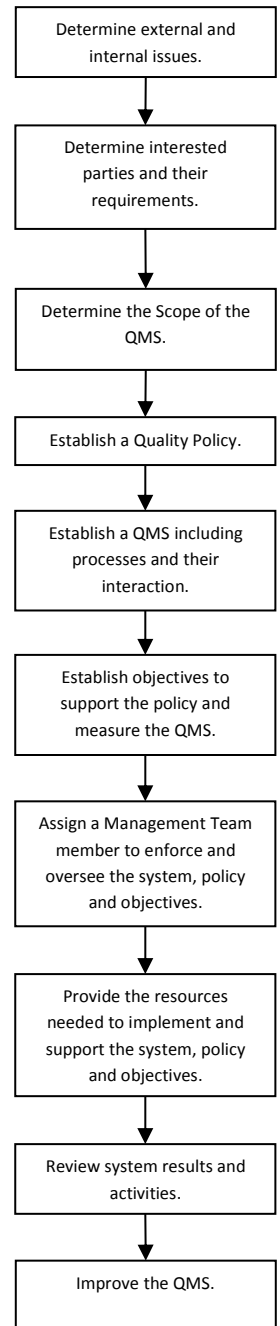 Determine external and
internal issues.
Determine interested
parties and their
requirements.
Determine the Scope of the
QMS.
Establish a Quality Policy.
Establish a QMS including
processes and their
interaction.
Establish objectives to
support the policy and
measure the QMS.
Assign a Management Team
member to enforce and
oversee the system, policy
and objectives.
Provide the resources
needed to implement and
support the system, policy
and objectives.
Review system results and
activities.
Improve the QMS.